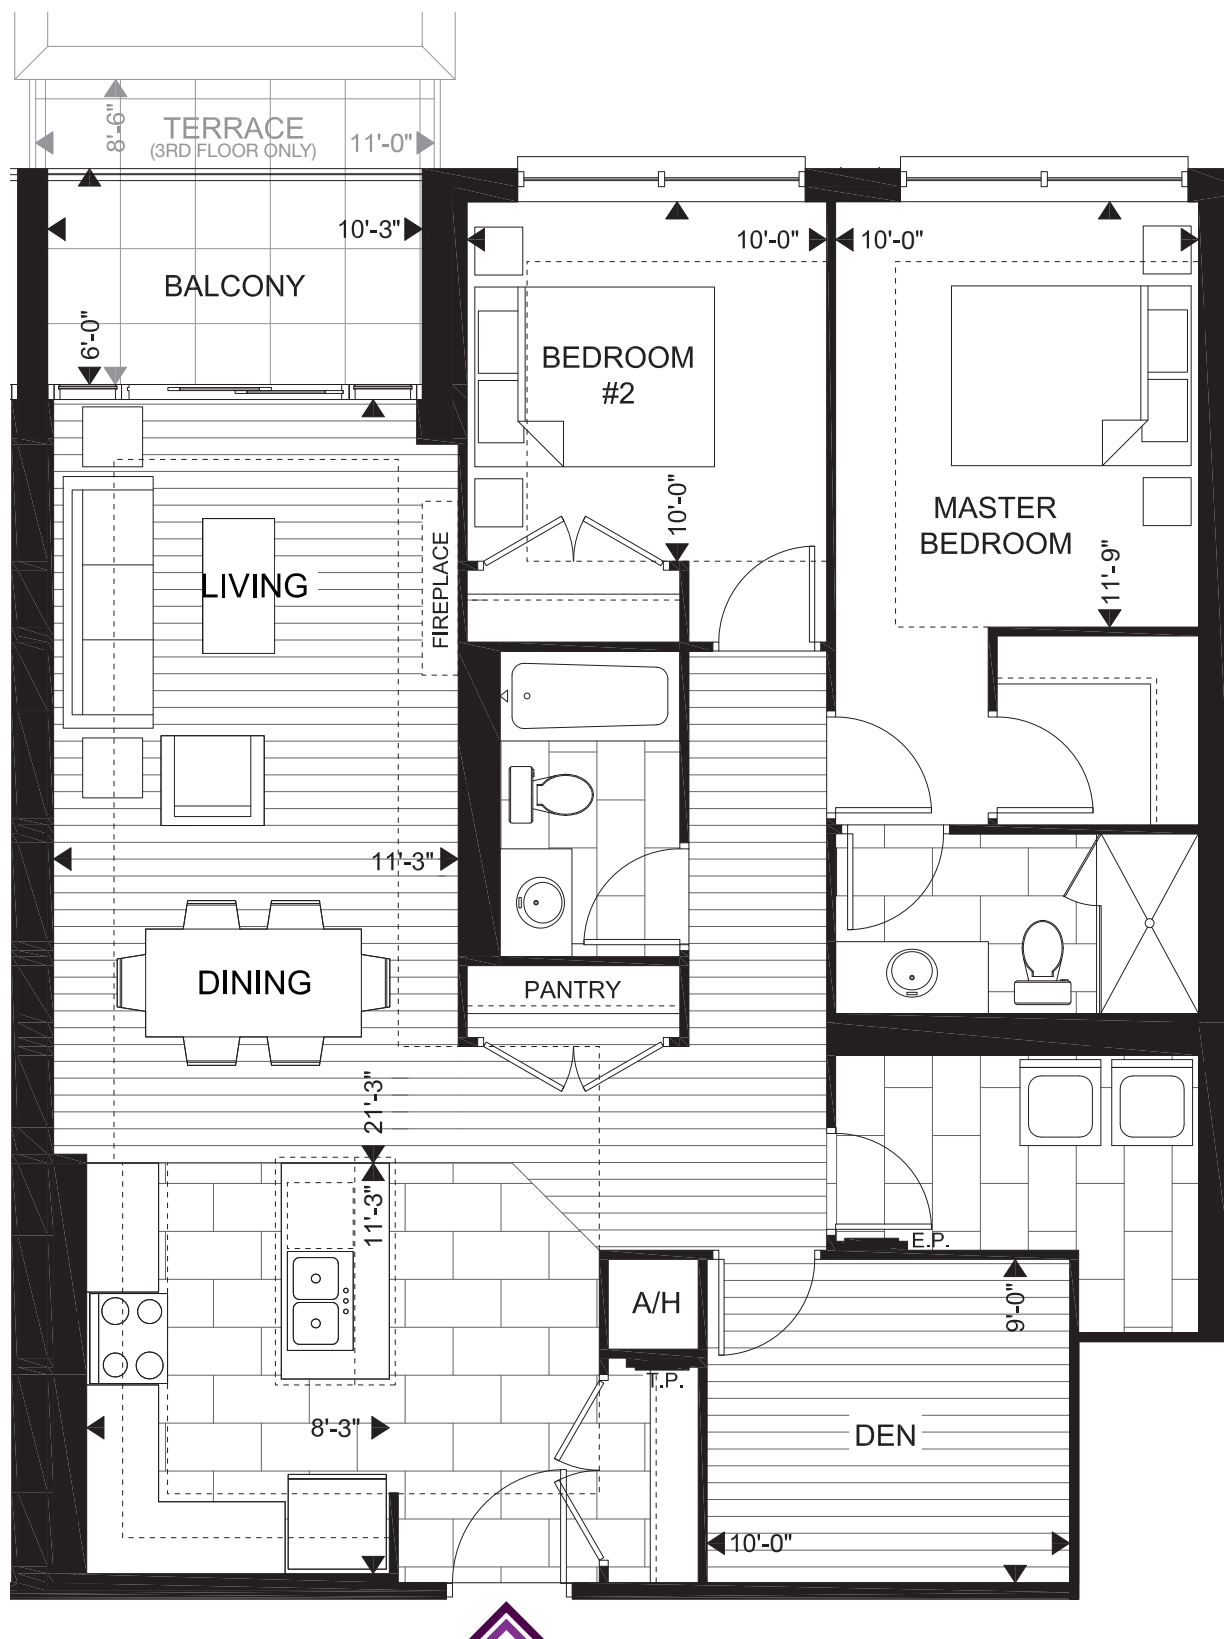 8'-6"
TERRACE
(3RD FLOOR ONLY)
11'-0"
10'-3"
BALCONY
6'-0"
10'-0"
10'-0"
BEDROOM
#2
10'-0"
MASTER
BEDROOM
11'-9"
LIVING
FIREPLACE
11'-3"
DINING
PANTRY
21'-3"
11'-3"
E.P.
A/H
9'-0"
T.P.
8'-3"
DEN
10'-0"